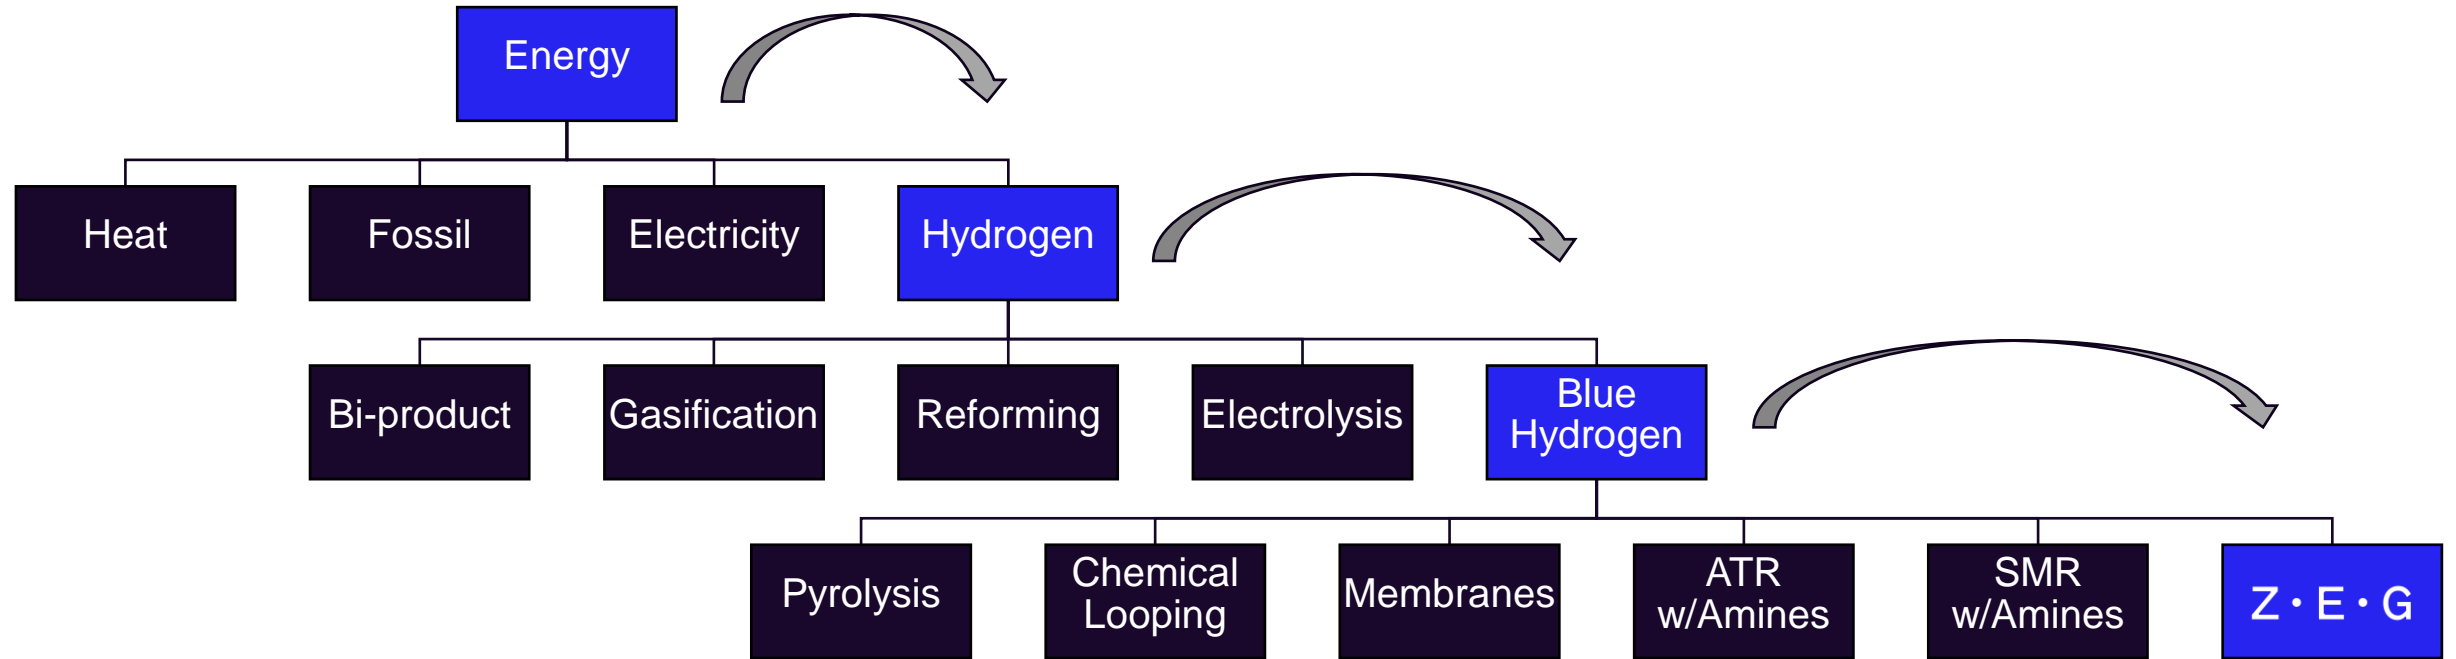 Energy
Heat
Fossil
Electricity
Hydrogen
Bi-product
Gasification
Reforming
Electrolysis
Blue
Hydrogen
Pyrolysis
Chemical
Looping
Membranes
ATR
w/Amines
SMR
w/Amines
Z·E·G